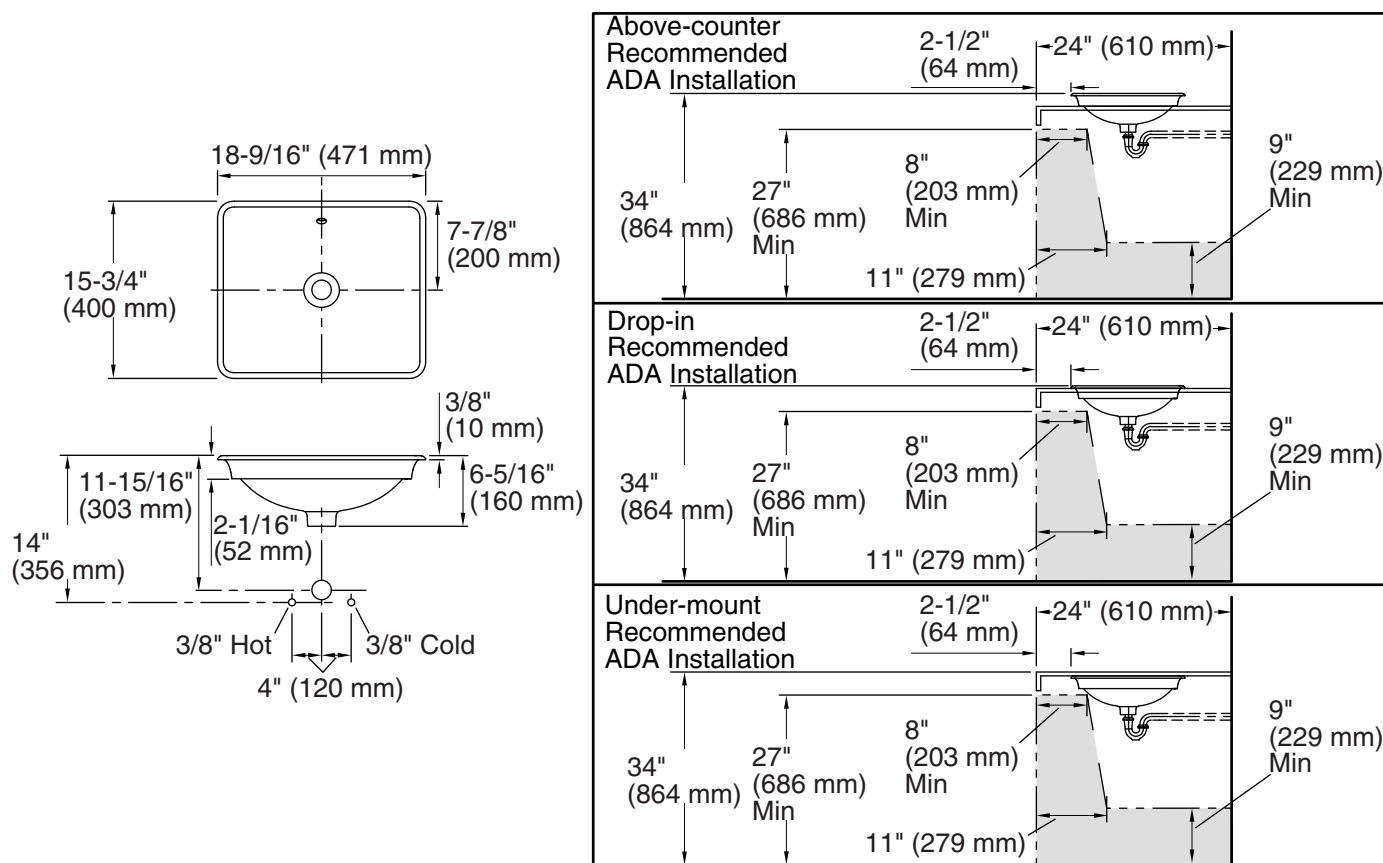 18-9/16" (471 mm)
7-7/8"
(200 mm)
15-3/4"
(400 mm)
3/8"
(10 mm)
11-15/16"
(303 mm)
6-5/16"
(160 mm)
2-1/16"
(52 mm)
14"
(356 mm)
3/8" Hot
3/8" Cold
4" (120 mm)
Above-counter
Recommended
ADA Installation
2-1/2"
(64 mm)
24" (610 mm)
34"
(864 mm)
27"
(686 mm)
Min
8"
(203 mm)
Min
9"
(229 mm)
Min
11" (279 mm)
Drop-in
Recommended
ADA Installation
2-1/2"
(64 mm)
24" (610 mm)
34"
(864 mm)
27"
(686 mm)
Min
8"
(203 mm)
Min
9"
(229 mm)
Min
11" (279 mm)
Under-mount
Recommended
ADA Installation
2-1/2"
(64 mm)
24" (610 mm)
34"
(864 mm)
27"
(686 mm)
Min
8"
(203 mm)
Min
9"
(229 mm)
Min
11" (279 mm)